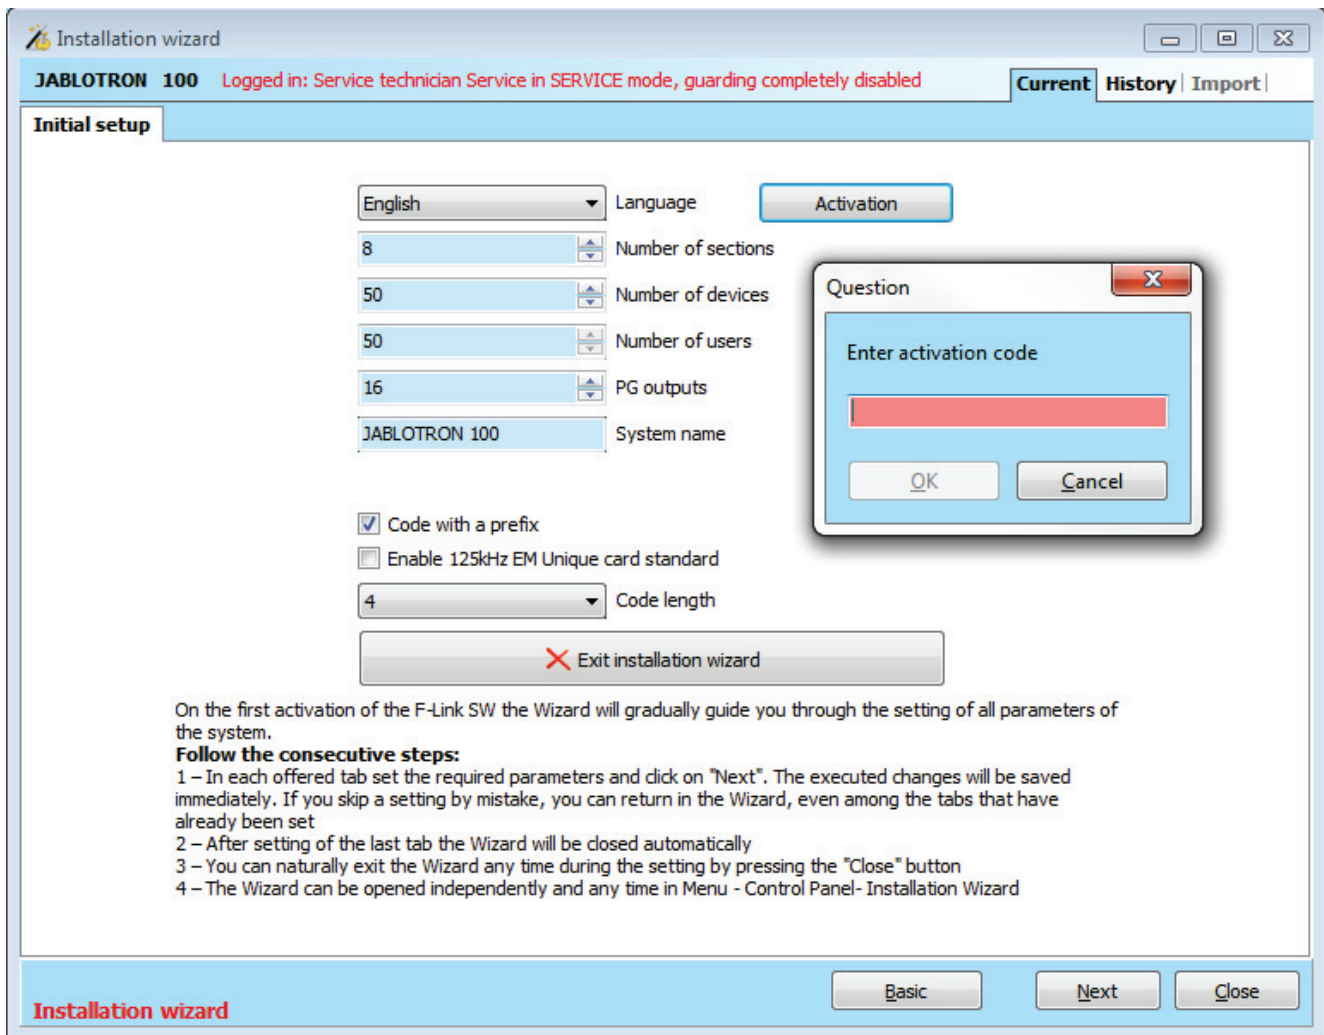 Installation wizard
JABLOTRON 100 Logged in: Service technician Service in SERVICE mode, guarding completely disabled Current History Import
Initial setup
English Language Activation
8 Number of sections
50 Number of devices
50 Number of users
16 PG outputs
JABLOTRON 100 System name
Question
Enter activation code
OK Cancel
Code with a prefix
Enable 125kHz EM Unique card standard
4 Code length
Exit installation wizard
On the first activation of the F-Link SW the Wizard will gradually guide you through the setting of all parameters of
the system.
Follow the consecutive steps:
1 – In each offered tab set the required parameters and click on "Next". The executed changes will be saved
immediately. If you skip a setting by mistake, you can return in the Wizard, even among the tabs that have
already been set
2 – After setting of the last tab the Wizard will be closed automatically
3 – You can naturally exit the Wizard any time during the setting by pressing the "Close" button
4 – The Wizard can be opened independently and any time in Menu - Control Panel- Installation Wizard
Installation wizard Basic Next Close